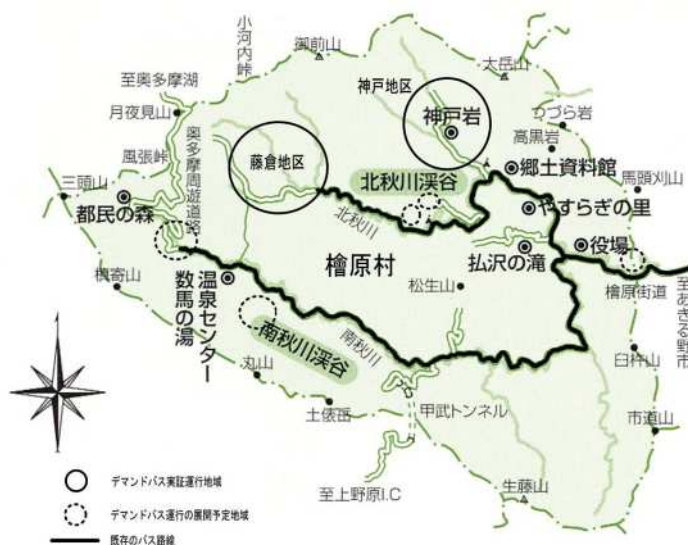 小河内峠
御前山
大岳山
至奥多摩湖
神戸地区
月夜見山
神戸岩
つづら岩
奥多摩周遊道路
高黒岩
風張峠
藤倉地区
郷土資料館
三頭山
北秋川渓谷
馬頭刈山
都民の森
やすらぎの里
北秋川
役場
檜原村
払沢の滝
槇寄山
松生山
檜原街道
温泉センター
数馬の湯
至あきる野市
南秋川渓谷
南秋川
臼杵山
丸山
土俵岳
甲武トンネル
市道山
至上野原I.C
生藤山
デマンドバス実証運行地域
デマンドバス運行の展開予定地域
既存のバス路線